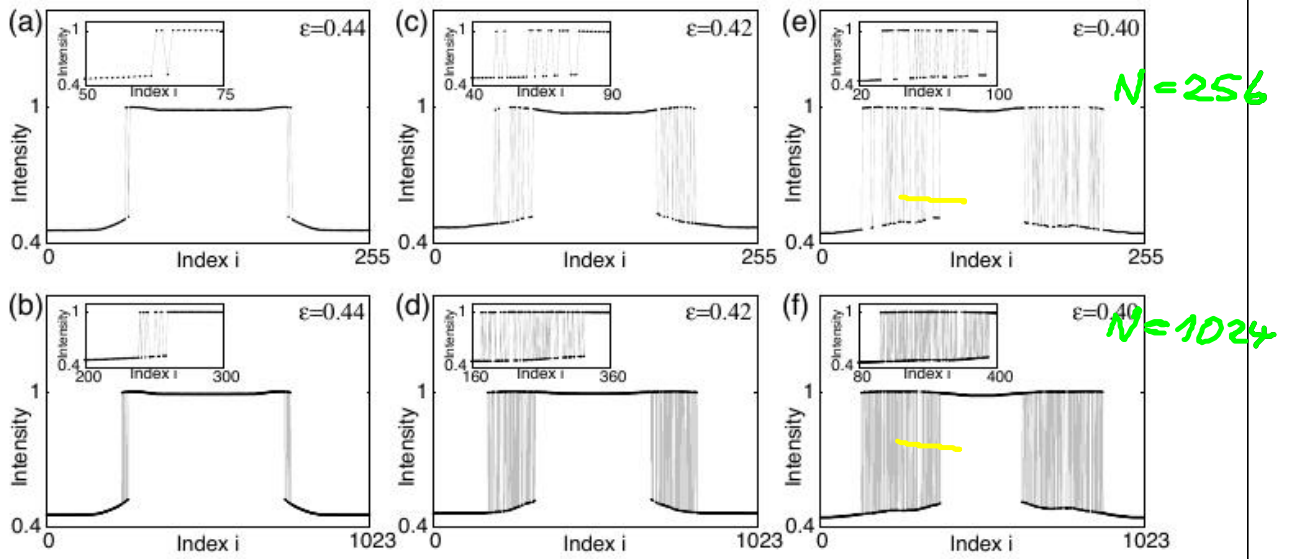 (a) 1 Intensity 0.4 50 Index i 75 ε=0.44
1 Intensity 0.4 0 Index i 255
(c) 1 Intensity 0.4 40 Index i 90 ε=0.42
1 Intensity 0.4 0 Index i 255
(e) 1 Intensity 0.4 20 Index i 100 ε=0.40
1 Intensity 0.4 0 Index i 255
N=256
(b) 1 Intensity 0.4 200 Index i 300 ε=0.44
1 Intensity 0.4 0 Index i 1023
(d) 1 Intensity 0.4 160 Index i 360 ε=0.42
1 Intensity 0.4 0 Index i 1023
(f) 1 Intensity 0.4 80 Index i 400 ε=0.40
1 Intensity 0.4 0 Index i 1023
N=1024